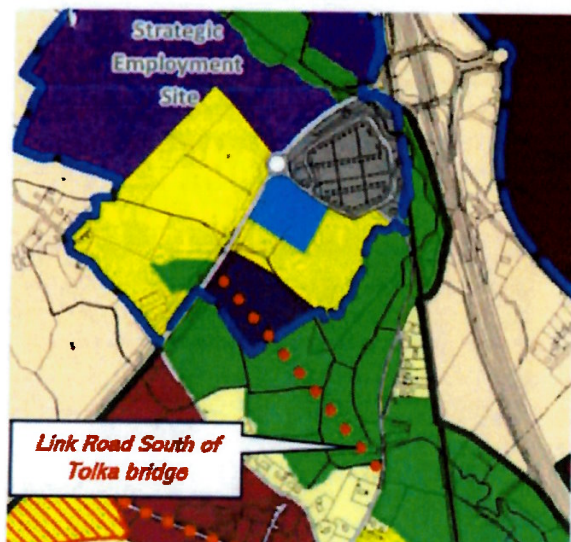 Strategic
Employment
Site
Link Road South of
Tolka bridge